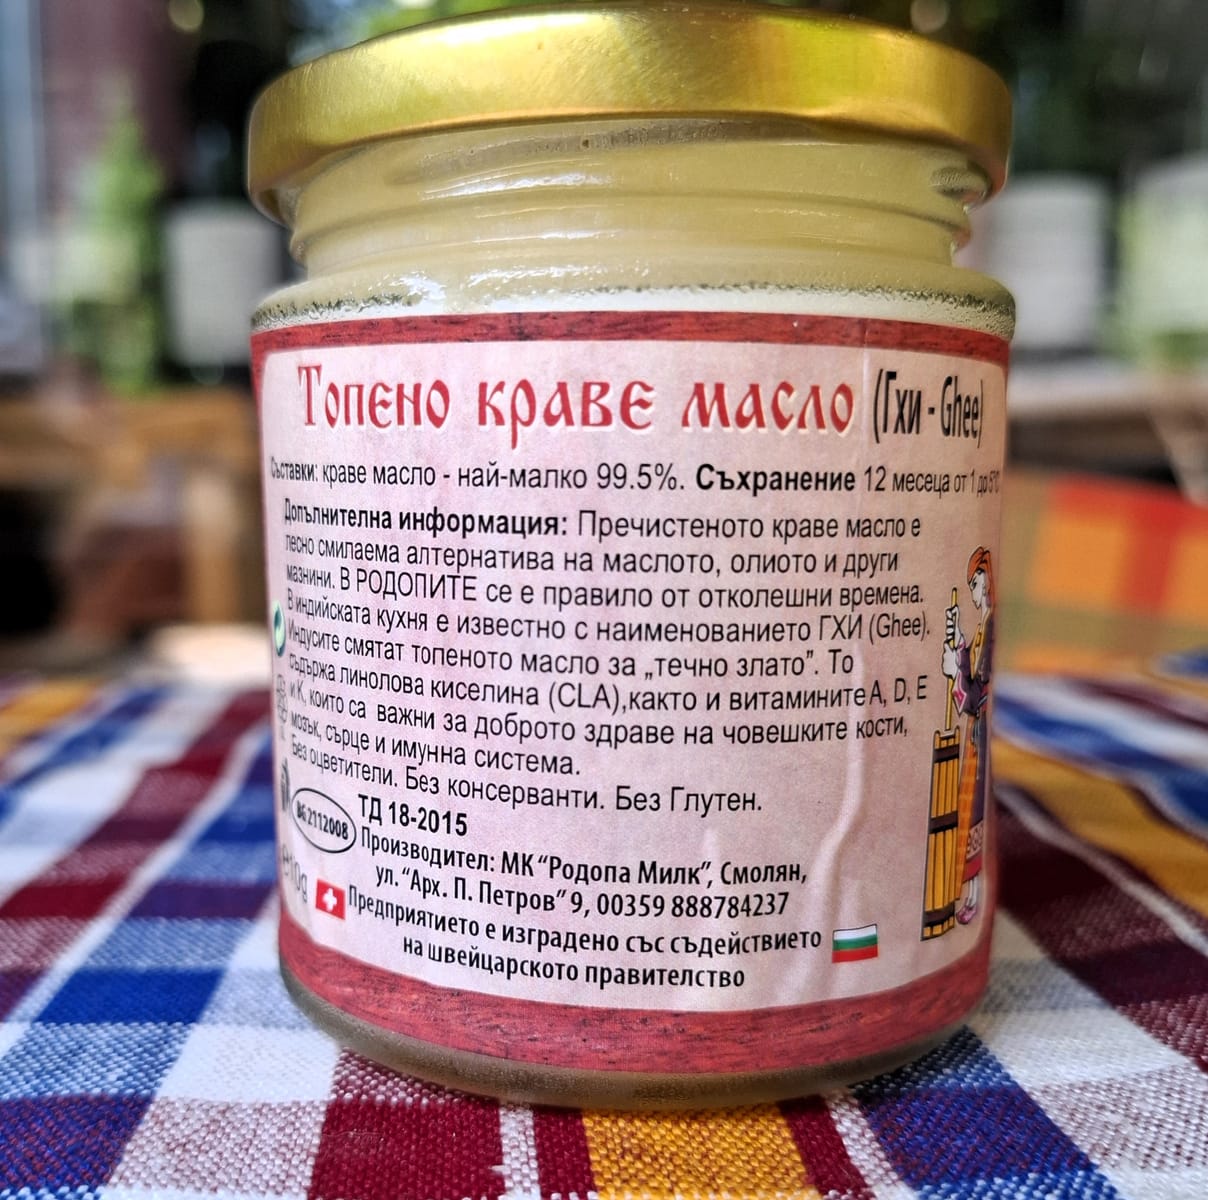 Топено краве масло (Гхи - Ghee)
Съставки: краве масло - най-малко 99.5%. Съхранение 12 месеца от 1 до 5°C
Допълнителна информация: Пречистеното краве масло е
лесно смилаема алтернатива на маслото, олиото и други
мазнини. В РОДОПИТЕ се е правило от отколешни времена.
В индийската кухня е известно с наименованието ГХИ (Ghee).
Индусите смятат топеното масло за „течно злато”. То
съдържа линолова киселина (CLA),както и витамините A, D, E
и K, които са важни за доброто здраве на човешките кости,
мозък, сърце и имунна система.
Без оцветители. Без консерванти. Без Глутен.
BG 2112008
ТД 18-2015
Производител: МК “Родопа Милк”, Смолян,
ул. “Арх. П. Петров” 9, 00359 888784237
Предприятието е изградено със съдействието
на швейцарското правителство